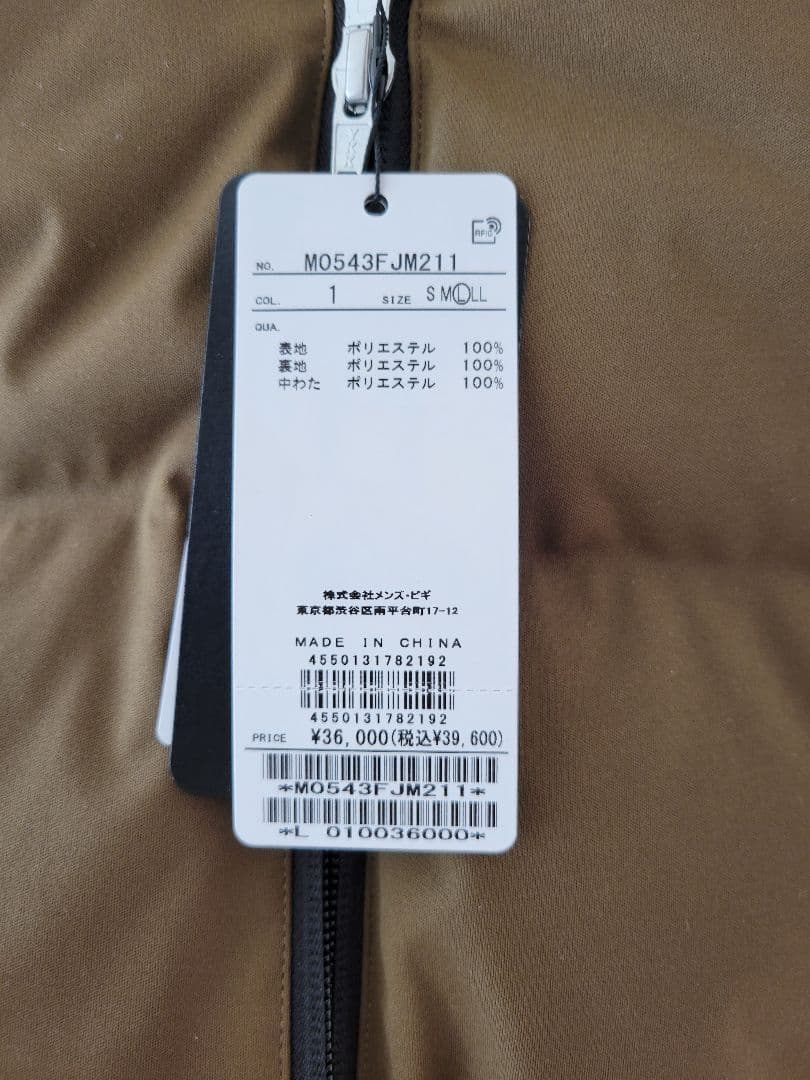 RFID
NO. M0543FJM211
COL. 1 SIZE S M L LL
QUA.
表地 ポリエステル 100%
裏地 ポリエステル 100%
中わた ポリエステル 100%
株式会社メンズ・ビギ
東京都渋谷区南平台町17-12
MADE IN CHINA
4550131782192
4550131782192
PRICE ¥36,000(税込¥39,600)
*M0543FJM211*
*L 010036000*